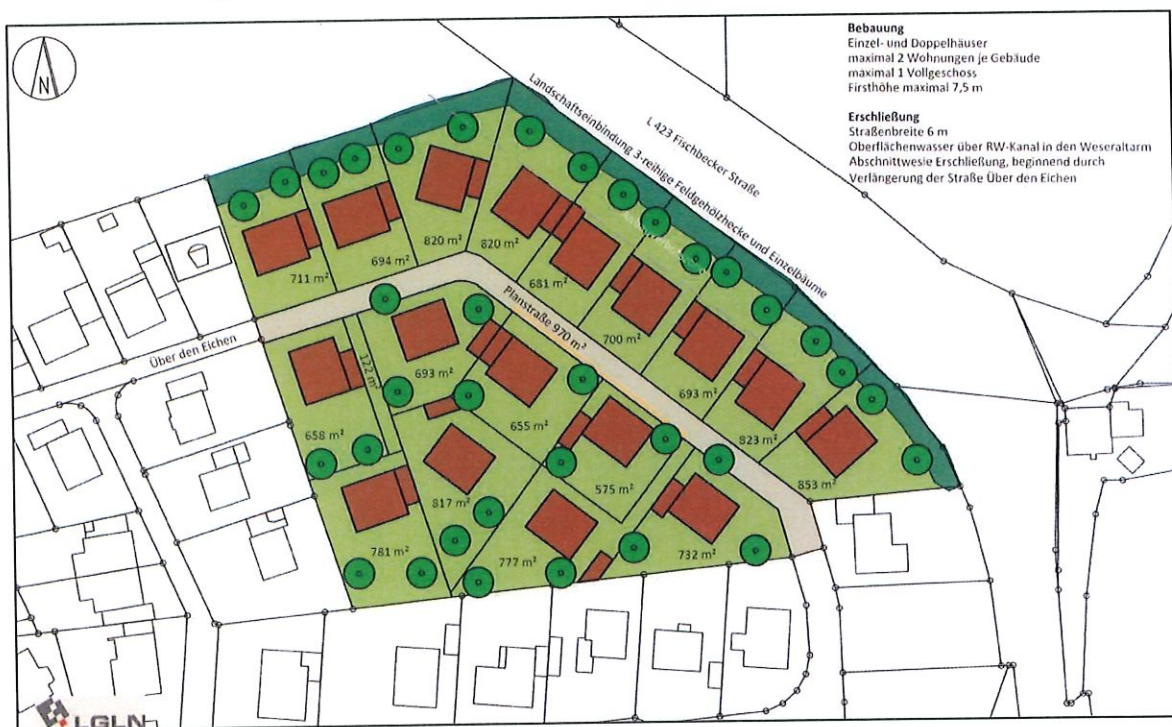 N
Bebauung
Einzel- und Doppelhäuser
maximal 2 Wohnungen je Gebäude
maximal 1 Vollgeschoss
Firsthöhe maximal 7,5 m
Erschließung
Straßenbreite 6 m
Oberflächenwasser über RW-Kanal in den Weseraltarm
Abschnittwesie Erschließung, beginnend durch
Verlängerung der Straße Über den Eichen
L 423 Fischbecker Straße
Landschaftseinbindung 3-reihige Feldgehölzhecke und Einzelbäume
711 m²
694 m²
820 m²
820 m²
681 m²
700 m²
693 m²
823 m²
853 m²
Planstraße 970 m²
Über den Eichen
658 m²
122 m²
693 m²
655 m²
575 m²
732 m²
781 m²
817 m²
777 m²
LGLN